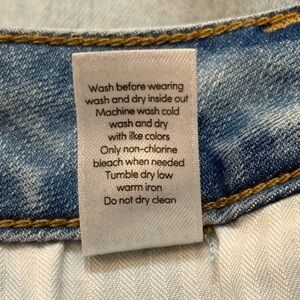 Wash before wearing
wash and dry inside out
Machine wash cold
wash and dry
with ilke colors
Only non-chlorine
bleach when needed
Tumble dry low
warm iron
Do not dry clean